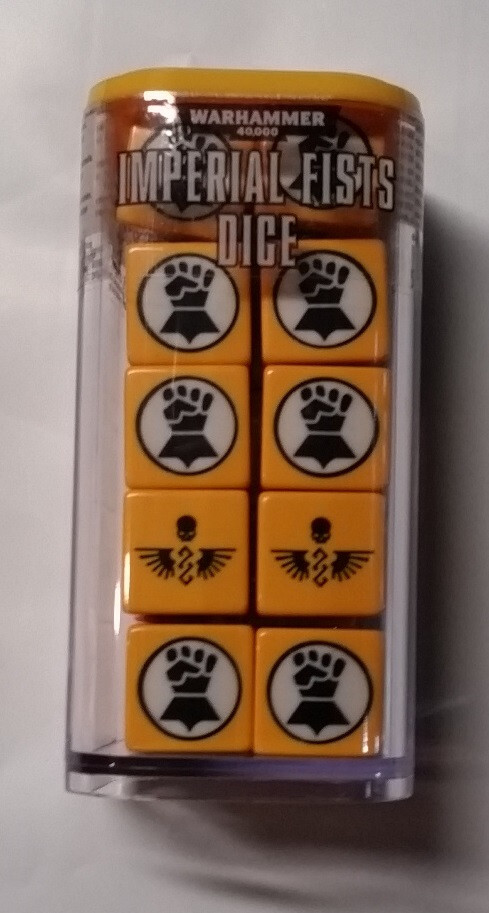 WARHAMMER
40,000
IMPERIAL FISTS
DICE